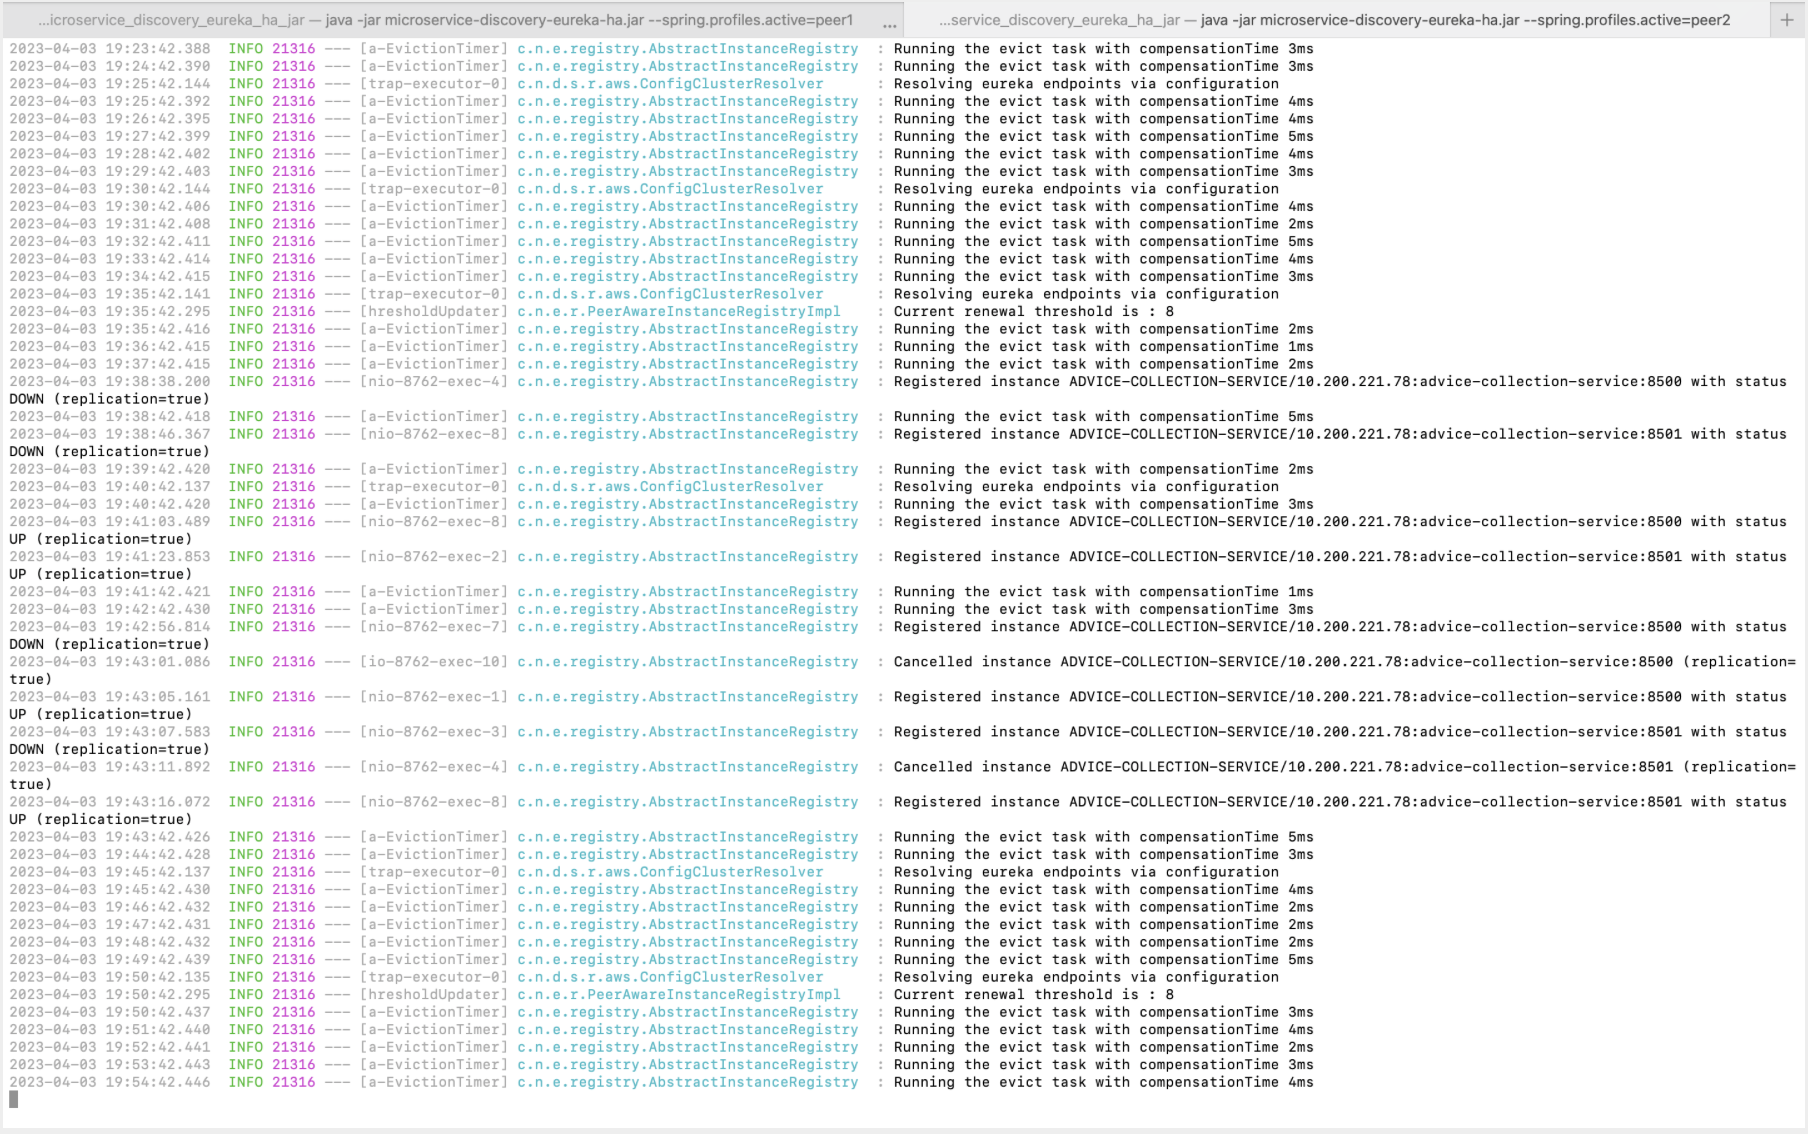 ...icroservice_discovery_eureka_ha_jar — java -jar microservice-discovery-eureka-ha.jar --spring.profiles.active=peer1 ...
...service_discovery_eureka_ha_jar — java -jar microservice-discovery-eureka-ha.jar --spring.profiles.active=peer2 +
2023-04-03 19:23:42.388  INFO 21316 --- [a-EvictionTimer] c.n.e.registry.AbstractInstanceRegistry  : Running the evict task with compensationTime 3ms
2023-04-03 19:24:42.390  INFO 21316 --- [a-EvictionTimer] c.n.e.registry.AbstractInstanceRegistry  : Running the evict task with compensationTime 3ms
2023-04-03 19:25:42.144  INFO 21316 --- [trap-executor-0] c.n.d.s.r.aws.ConfigClusterResolver      : Resolving eureka endpoints via configuration
2023-04-03 19:25:42.392  INFO 21316 --- [a-EvictionTimer] c.n.e.registry.AbstractInstanceRegistry  : Running the evict task with compensationTime 4ms
2023-04-03 19:26:42.395  INFO 21316 --- [a-EvictionTimer] c.n.e.registry.AbstractInstanceRegistry  : Running the evict task with compensationTime 4ms
2023-04-03 19:27:42.399  INFO 21316 --- [a-EvictionTimer] c.n.e.registry.AbstractInstanceRegistry  : Running the evict task with compensationTime 5ms
2023-04-03 19:28:42.402  INFO 21316 --- [a-EvictionTimer] c.n.e.registry.AbstractInstanceRegistry  : Running the evict task with compensationTime 4ms
2023-04-03 19:29:42.403  INFO 21316 --- [a-EvictionTimer] c.n.e.registry.AbstractInstanceRegistry  : Running the evict task with compensationTime 3ms
2023-04-03 19:30:42.144  INFO 21316 --- [trap-executor-0] c.n.d.s.r.aws.ConfigClusterResolver      : Resolving eureka endpoints via configuration
2023-04-03 19:30:42.406  INFO 21316 --- [a-EvictionTimer] c.n.e.registry.AbstractInstanceRegistry  : Running the evict task with compensationTime 4ms
2023-04-03 19:31:42.408  INFO 21316 --- [a-EvictionTimer] c.n.e.registry.AbstractInstanceRegistry  : Running the evict task with compensationTime 2ms
2023-04-03 19:32:42.411  INFO 21316 --- [a-EvictionTimer] c.n.e.registry.AbstractInstanceRegistry  : Running the evict task with compensationTime 5ms
2023-04-03 19:33:42.414  INFO 21316 --- [a-EvictionTimer] c.n.e.registry.AbstractInstanceRegistry  : Running the evict task with compensationTime 4ms
2023-04-03 19:34:42.415  INFO 21316 --- [a-EvictionTimer] c.n.e.registry.AbstractInstanceRegistry  : Running the evict task with compensationTime 3ms
2023-04-03 19:35:42.141  INFO 21316 --- [trap-executor-0] c.n.d.s.r.aws.ConfigClusterResolver      : Resolving eureka endpoints via configuration
2023-04-03 19:35:42.295  INFO 21316 --- [hresholdUpdater] c.n.e.r.PeerAwareInstanceRegistryImpl    : Current renewal threshold is : 8
2023-04-03 19:35:42.416  INFO 21316 --- [a-EvictionTimer] c.n.e.registry.AbstractInstanceRegistry  : Running the evict task with compensationTime 2ms
2023-04-03 19:36:42.415  INFO 21316 --- [a-EvictionTimer] c.n.e.registry.AbstractInstanceRegistry  : Running the evict task with compensationTime 1ms
2023-04-03 19:37:42.415  INFO 21316 --- [a-EvictionTimer] c.n.e.registry.AbstractInstanceRegistry  : Running the evict task with compensationTime 2ms
2023-04-03 19:38:38.200  INFO 21316 --- [nio-8762-exec-4] c.n.e.registry.AbstractInstanceRegistry  : Registered instance ADVICE-COLLECTION-SERVICE/10.200.221.78:advice-collection-service:8500 with status
DOWN (replication=true)
2023-04-03 19:38:42.418  INFO 21316 --- [a-EvictionTimer] c.n.e.registry.AbstractInstanceRegistry  : Running the evict task with compensationTime 5ms
2023-04-03 19:38:46.367  INFO 21316 --- [nio-8762-exec-8] c.n.e.registry.AbstractInstanceRegistry  : Registered instance ADVICE-COLLECTION-SERVICE/10.200.221.78:advice-collection-service:8501 with status
DOWN (replication=true)
2023-04-03 19:39:42.420  INFO 21316 --- [a-EvictionTimer] c.n.e.registry.AbstractInstanceRegistry  : Running the evict task with compensationTime 2ms
2023-04-03 19:40:42.137  INFO 21316 --- [trap-executor-0] c.n.d.s.r.aws.ConfigClusterResolver      : Resolving eureka endpoints via configuration
2023-04-03 19:40:42.420  INFO 21316 --- [a-EvictionTimer] c.n.e.registry.AbstractInstanceRegistry  : Running the evict task with compensationTime 3ms
2023-04-03 19:41:03.489  INFO 21316 --- [nio-8762-exec-8] c.n.e.registry.AbstractInstanceRegistry  : Registered instance ADVICE-COLLECTION-SERVICE/10.200.221.78:advice-collection-service:8500 with status
UP (replication=true)
2023-04-03 19:41:23.853  INFO 21316 --- [nio-8762-exec-2] c.n.e.registry.AbstractInstanceRegistry  : Registered instance ADVICE-COLLECTION-SERVICE/10.200.221.78:advice-collection-service:8501 with status
UP (replication=true)
2023-04-03 19:41:42.421  INFO 21316 --- [a-EvictionTimer] c.n.e.registry.AbstractInstanceRegistry  : Running the evict task with compensationTime 1ms
2023-04-03 19:42:42.430  INFO 21316 --- [a-EvictionTimer] c.n.e.registry.AbstractInstanceRegistry  : Running the evict task with compensationTime 3ms
2023-04-03 19:42:56.814  INFO 21316 --- [nio-8762-exec-7] c.n.e.registry.AbstractInstanceRegistry  : Registered instance ADVICE-COLLECTION-SERVICE/10.200.221.78:advice-collection-service:8500 with status
DOWN (replication=true)
2023-04-03 19:43:01.086  INFO 21316 --- [io-8762-exec-10] c.n.e.registry.AbstractInstanceRegistry  : Cancelled instance ADVICE-COLLECTION-SERVICE/10.200.221.78:advice-collection-service:8500 (replication=
true)
2023-04-03 19:43:05.161  INFO 21316 --- [nio-8762-exec-1] c.n.e.registry.AbstractInstanceRegistry  : Registered instance ADVICE-COLLECTION-SERVICE/10.200.221.78:advice-collection-service:8500 with status
UP (replication=true)
2023-04-03 19:43:07.583  INFO 21316 --- [nio-8762-exec-3] c.n.e.registry.AbstractInstanceRegistry  : Registered instance ADVICE-COLLECTION-SERVICE/10.200.221.78:advice-collection-service:8501 with status
DOWN (replication=true)
2023-04-03 19:43:11.892  INFO 21316 --- [nio-8762-exec-4] c.n.e.registry.AbstractInstanceRegistry  : Cancelled instance ADVICE-COLLECTION-SERVICE/10.200.221.78:advice-collection-service:8501 (replication=
true)
2023-04-03 19:43:16.072  INFO 21316 --- [nio-8762-exec-8] c.n.e.registry.AbstractInstanceRegistry  : Registered instance ADVICE-COLLECTION-SERVICE/10.200.221.78:advice-collection-service:8501 with status
UP (replication=true)
2023-04-03 19:43:42.426  INFO 21316 --- [a-EvictionTimer] c.n.e.registry.AbstractInstanceRegistry  : Running the evict task with compensationTime 5ms
2023-04-03 19:44:42.428  INFO 21316 --- [a-EvictionTimer] c.n.e.registry.AbstractInstanceRegistry  : Running the evict task with compensationTime 3ms
2023-04-03 19:45:42.137  INFO 21316 --- [trap-executor-0] c.n.d.s.r.aws.ConfigClusterResolver      : Resolving eureka endpoints via configuration
2023-04-03 19:45:42.430  INFO 21316 --- [a-EvictionTimer] c.n.e.registry.AbstractInstanceRegistry  : Running the evict task with compensationTime 4ms
2023-04-03 19:46:42.432  INFO 21316 --- [a-EvictionTimer] c.n.e.registry.AbstractInstanceRegistry  : Running the evict task with compensationTime 2ms
2023-04-03 19:47:42.431  INFO 21316 --- [a-EvictionTimer] c.n.e.registry.AbstractInstanceRegistry  : Running the evict task with compensationTime 2ms
2023-04-03 19:48:42.432  INFO 21316 --- [a-EvictionTimer] c.n.e.registry.AbstractInstanceRegistry  : Running the evict task with compensationTime 2ms
2023-04-03 19:49:42.439  INFO 21316 --- [a-EvictionTimer] c.n.e.registry.AbstractInstanceRegistry  : Running the evict task with compensationTime 5ms
2023-04-03 19:50:42.135  INFO 21316 --- [trap-executor-0] c.n.d.s.r.aws.ConfigClusterResolver      : Resolving eureka endpoints via configuration
2023-04-03 19:50:42.295  INFO 21316 --- [hresholdUpdater] c.n.e.r.PeerAwareInstanceRegistryImpl    : Current renewal threshold is : 8
2023-04-03 19:50:42.437  INFO 21316 --- [a-EvictionTimer] c.n.e.registry.AbstractInstanceRegistry  : Running the evict task with compensationTime 3ms
2023-04-03 19:51:42.440  INFO 21316 --- [a-EvictionTimer] c.n.e.registry.AbstractInstanceRegistry  : Running the evict task with compensationTime 4ms
2023-04-03 19:52:42.441  INFO 21316 --- [a-EvictionTimer] c.n.e.registry.AbstractInstanceRegistry  : Running the evict task with compensationTime 2ms
2023-04-03 19:53:42.443  INFO 21316 --- [a-EvictionTimer] c.n.e.registry.AbstractInstanceRegistry  : Running the evict task with compensationTime 3ms
2023-04-03 19:54:42.446  INFO 21316 --- [a-EvictionTimer] c.n.e.registry.AbstractInstanceRegistry  : Running the evict task with compensationTime 4ms